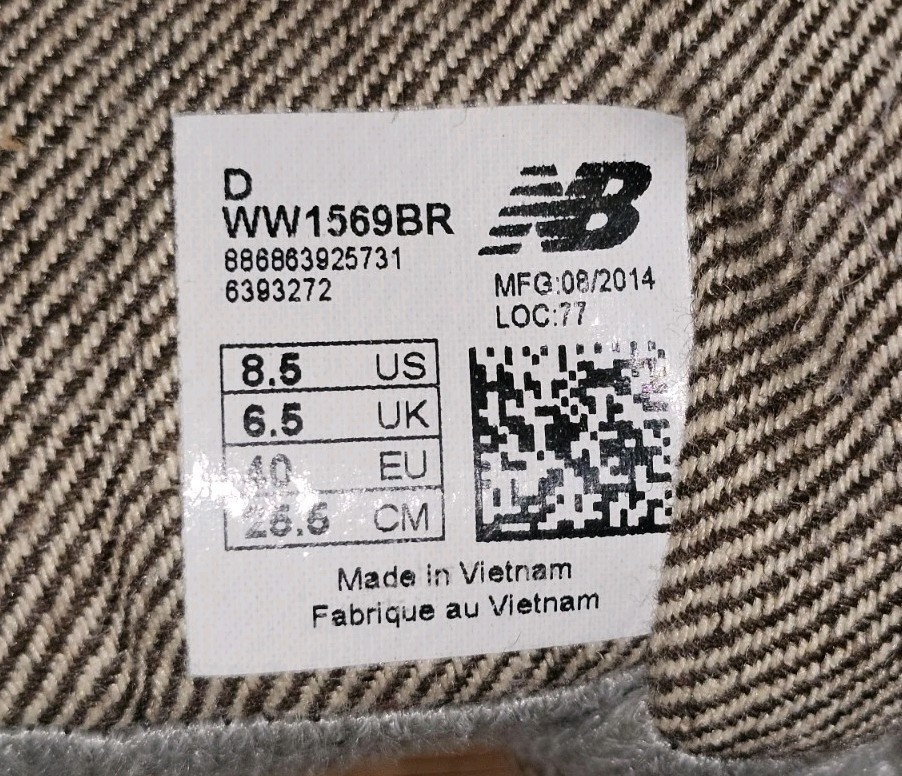 D
WW1569BR
886863925731
6393272
NB
MFG:08/2014
LOC:77
8.5 US
6.5 UK
40 EU
25.5 CM
Made in Vietnam
Fabrique au Vietnam